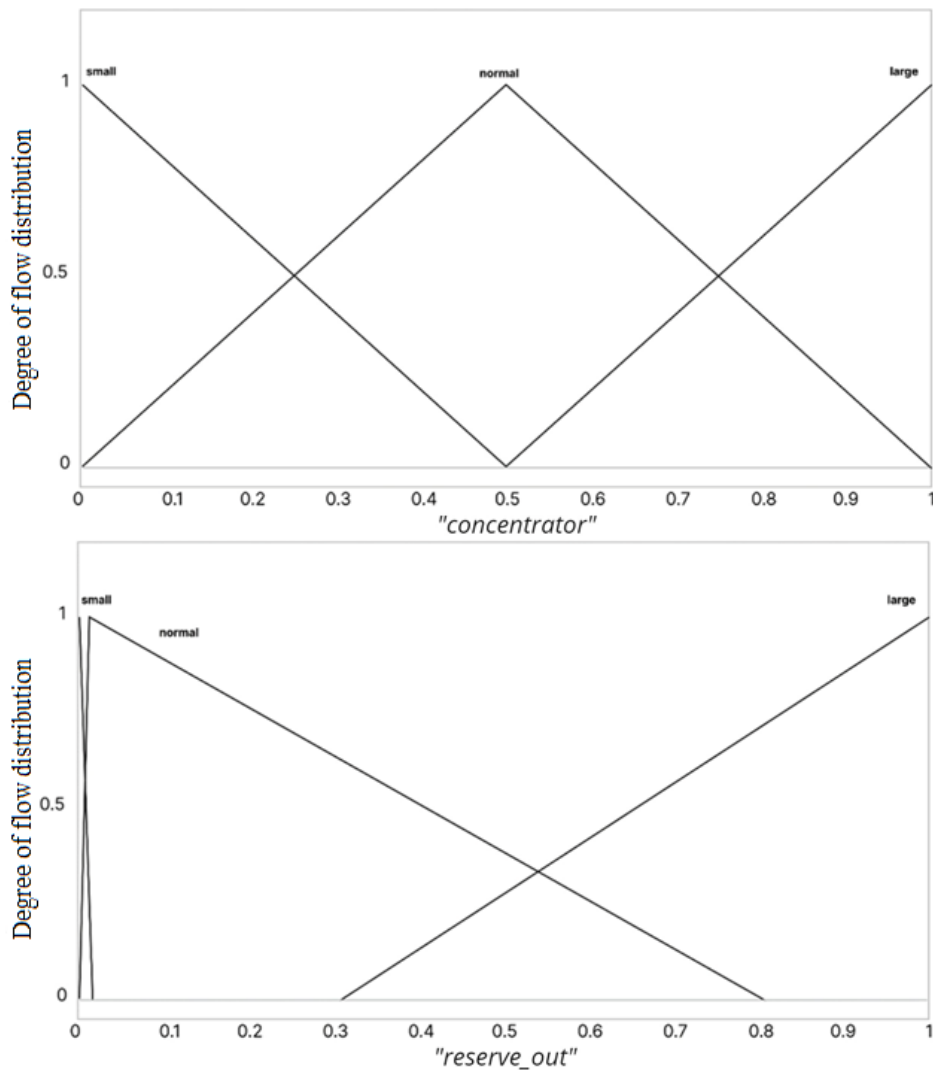 small
normal
large
1
0.5
0
Degree of flow distribution
0 0.1 0.2 0.3 0.4 0.5 0.6 0.7 0.8 0.9 1
"concentrator"
small
normal
large
1
0.5
0
Degree of flow distribution
0 0.1 0.2 0.3 0.4 0.5 0.6 0.7 0.8 0.9 1
"reserve_out"